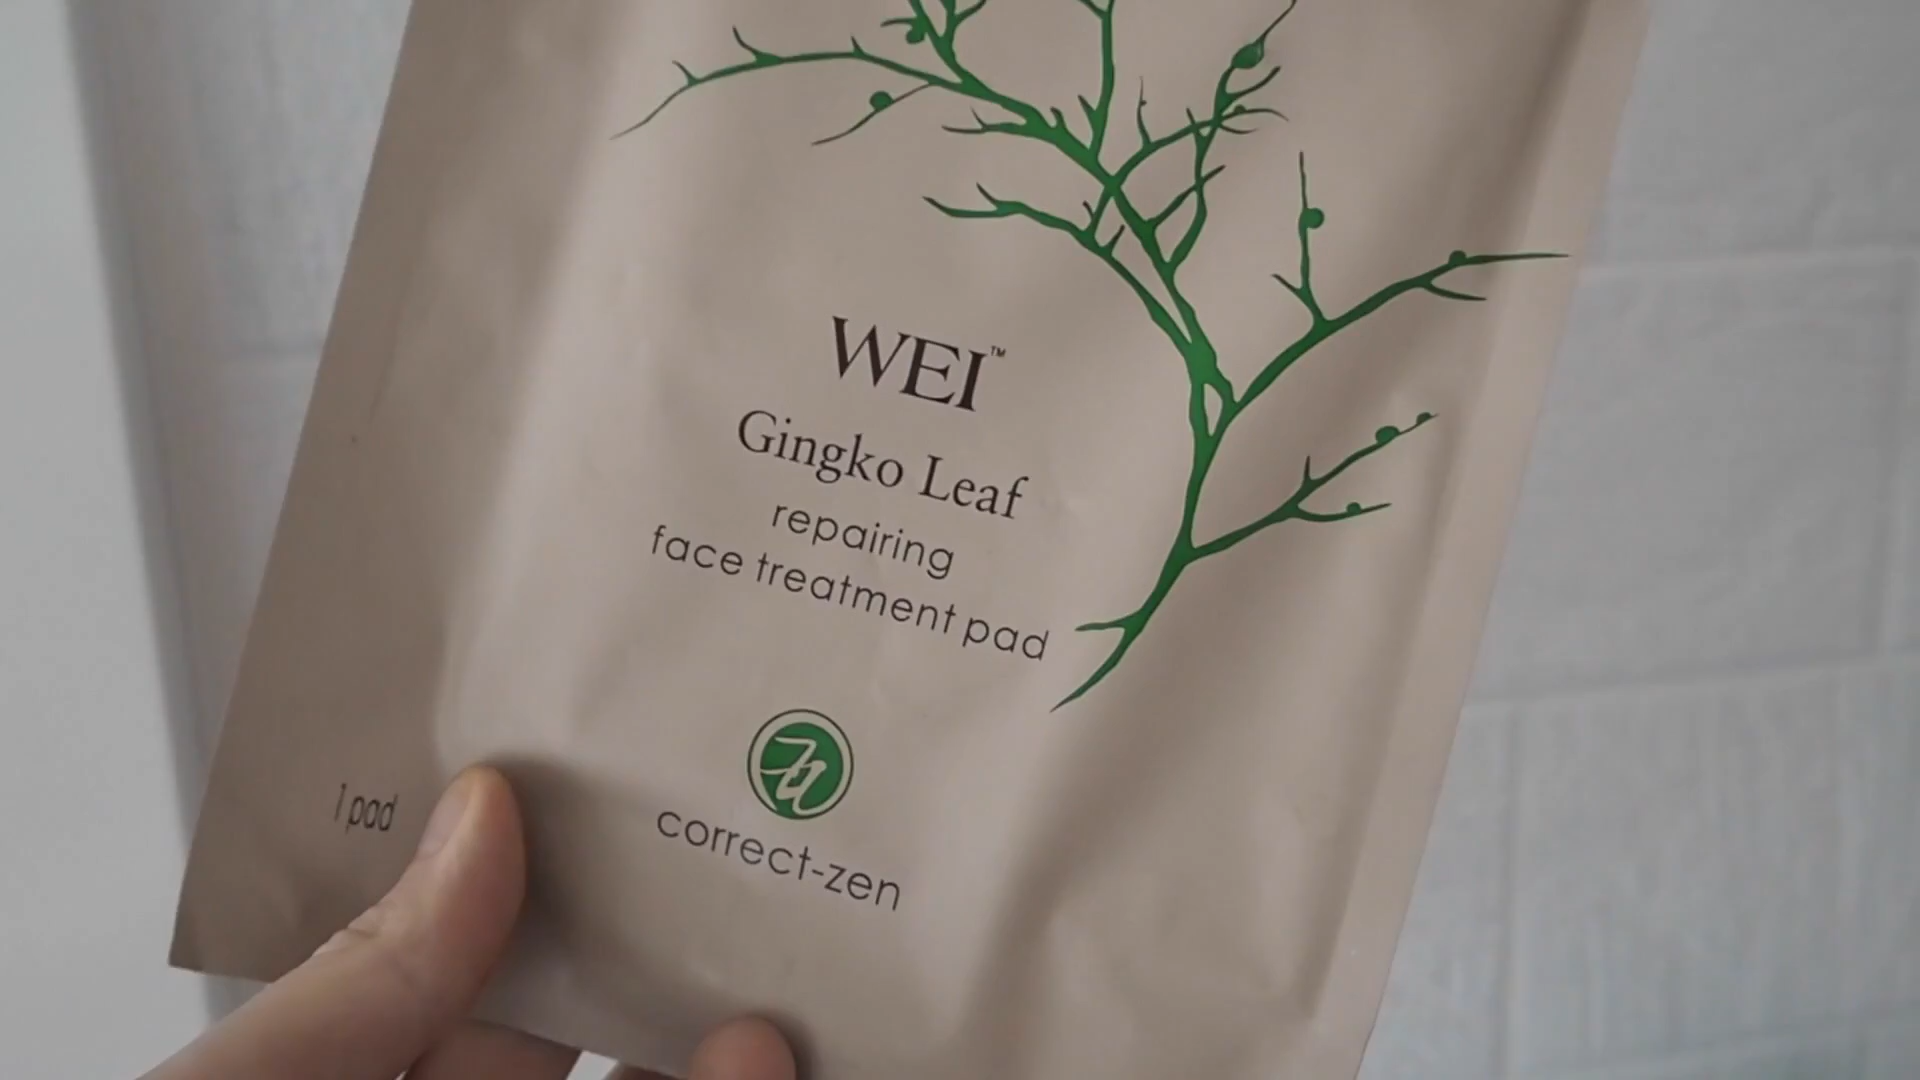 WEI™
Gingko Leaf
repairing
face treatment pad
correct-zen
1 pad